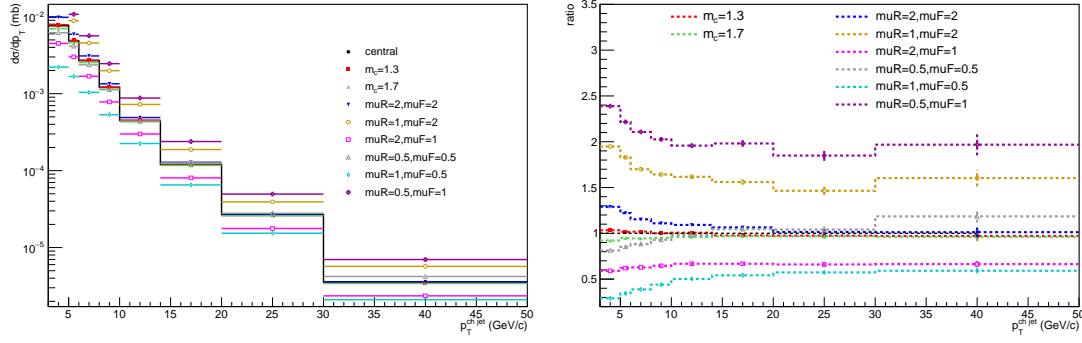 dσ/dp_T (mb)
10^-2
10^-3
10^-4
10^-5
central
m_c=1.3
m_c=1.7
muR=2,muF=2
muR=1,muF=2
muR=2,muF=1
muR=0.5,muF=0.5
muR=1,muF=0.5
muR=0.5,muF=1
5 10 15 20 25 30 35 40 45 50
p_T^ch jet (GeV/c)
ratio
3.5
3
2.5
2
1.5
1
0.5
m_c=1.3
m_c=1.7
muR=2,muF=2
muR=1,muF=2
muR=2,muF=1
muR=0.5,muF=0.5
muR=1,muF=0.5
muR=0.5,muF=1
5 10 15 20 25 30 35 40 45 50
p_T^ch jet (GeV/c)